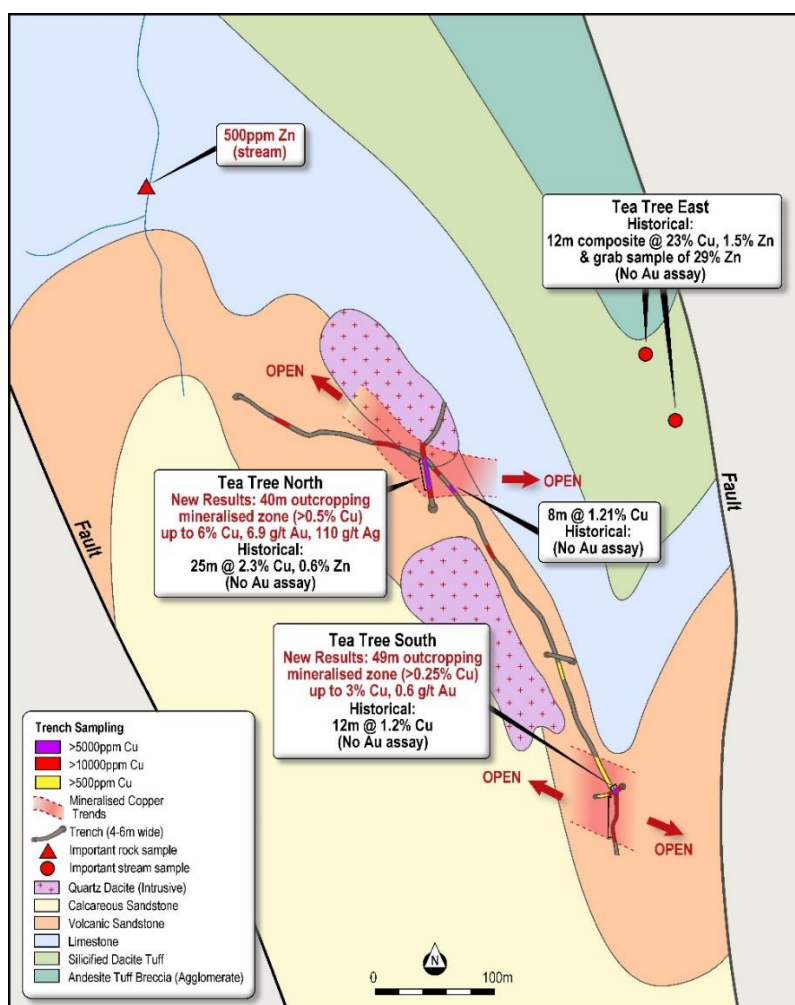 500ppm Zn
(stream)
Tea Tree East
Historical:
12m composite @ 23% Cu, 1.5% Zn
& grab sample of 29% Zn
(No Au assay)
OPEN
Tea Tree North
New Results: 40m outcropping
mineralised zone (>0.5% Cu)
up to 6% Cu, 6.9 g/t Au, 110 g/t Ag
Historical:
25m @ 2.3% Cu, 0.6% Zn
(No Au assay)
OPEN
8m @ 1.21% Cu
Historical:
(No Au assay)
Fault
Fault
Tea Tree South
New Results: 49m outcropping
mineralised zone (>0.25% Cu)
up to 3% Cu, 0.6 g/t Au
Historical:
12m @ 1.2% Cu
(No Au assay)
OPEN
OPEN
Trench Sampling
>5000ppm Cu
>10000ppm Cu
>500ppm Cu
Mineralised Copper
Trends
Trench (4-6m wide)
Important rock sample
Important stream sample
Quartz Dacite (Intrusive)
Calcareous Sandstone
Volcanic Sandstone
Limestone
Silicified Dacite Tuff
Andesite Tuff Breccia (Agglomerate)
N
0 100m